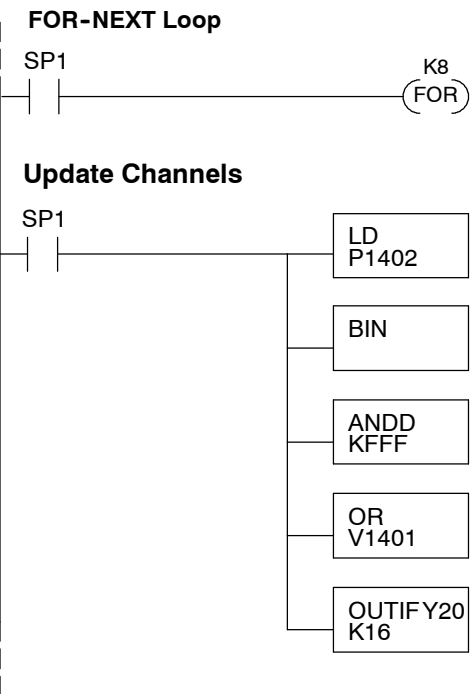 FOR-NEXT Loop
SP1
K8
FOR
Update Channels
SP1
LD
P1402
BIN
ANDD
KFFF
OR
V1401
OUTIF Y20
K16